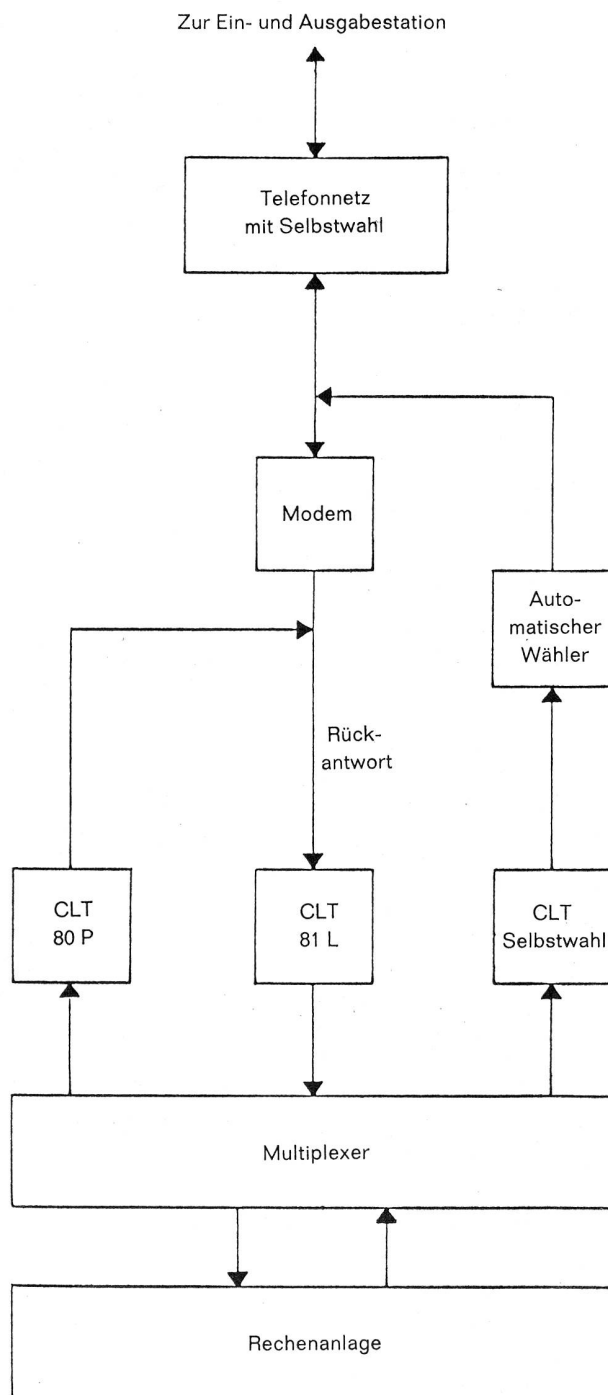 Zur Ein- und Ausgabestation
Telefonnetz
mit Selbstwahl
Modem
Auto-
matischer
Wähler
Rück-
antwort
CLT
80 P
CLT
81 L
CLT
Selbstwahl
Multiplexer
Rechenanlage